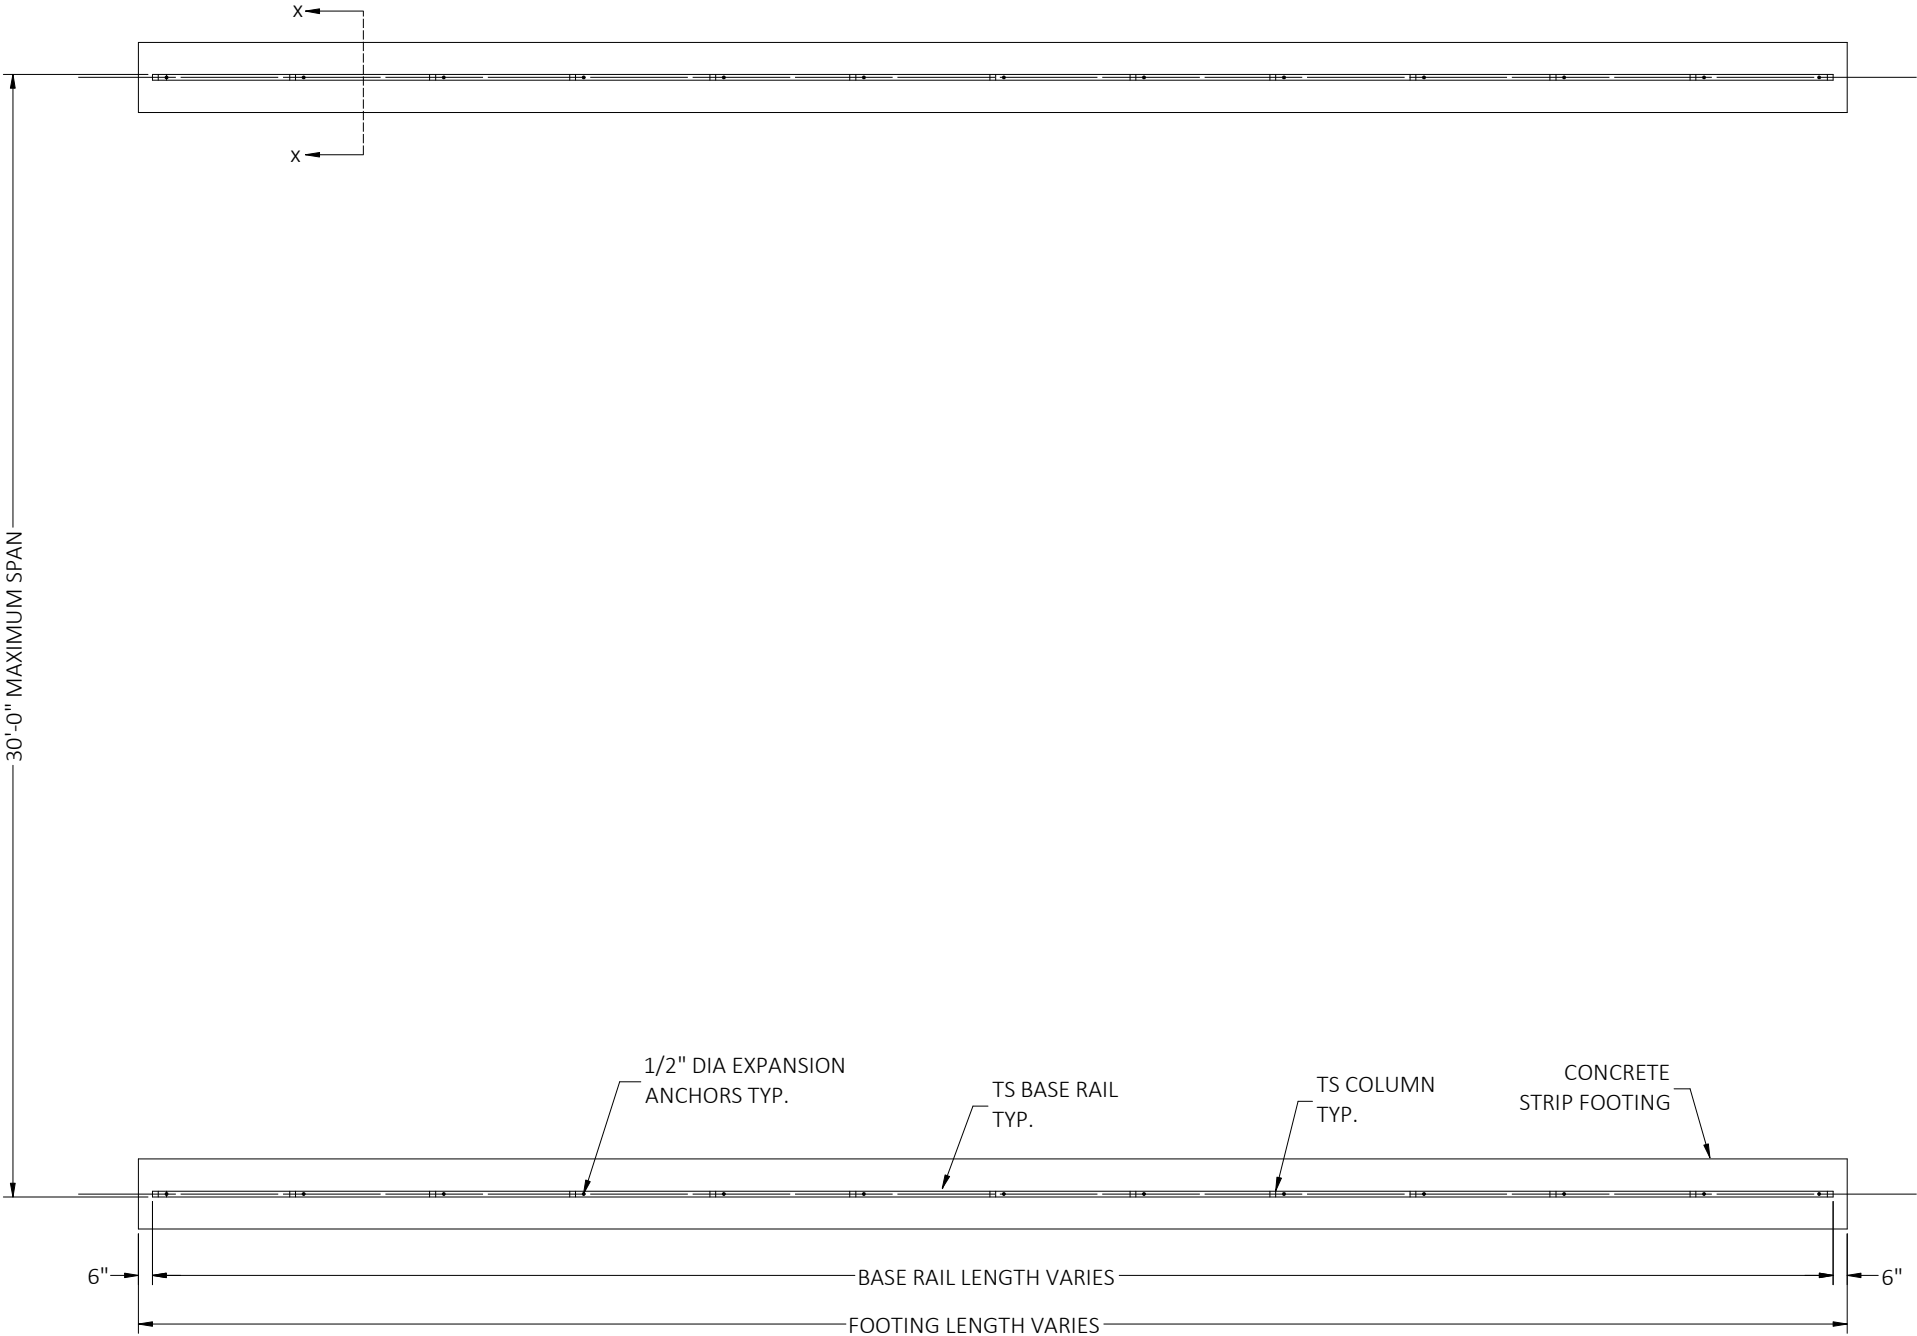 X
X
30'-0" MAXIMUM SPAN
1/2" DIA EXPANSION
ANCHORS TYP.
TS BASE RAIL
TYP.
TS COLUMN
TYP.
CONCRETE
STRIP FOOTING
6"
BASE RAIL LENGTH VARIES
6"
FOOTING LENGTH VARIES